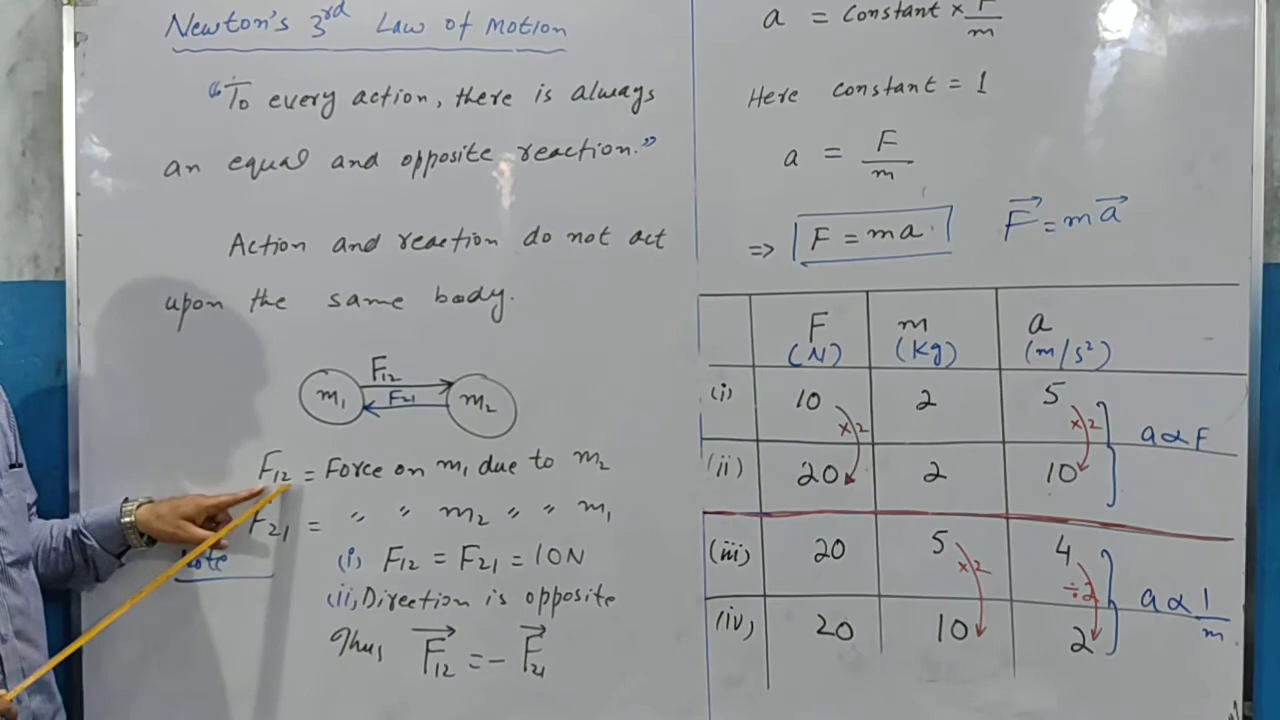 Newton's 3rd Law of Motion
"To every action, there is always
an equal and opposite reaction."
Action and reaction do not act
upon the same body.
F12
m1 F21 m2
F12 = Force on m1 due to m2
F21 = " " m2 " " m1
(i) F12 = F21 = 10N
(ii) Direction is opposite
Thus F⃗12 = - F⃗21
a = Constant × F/m
Here constant = 1
a = F/m
⇒ F = ma F⃗ = ma⃗
F m a
(N) (Kg) (m/s²)
(i) 10 2 5
×2 ×2 a ∝ F
(ii) 20 2 10
(iii) 20 5 4
×2 ÷2 a ∝ 1/m
(iv) 20 10 2